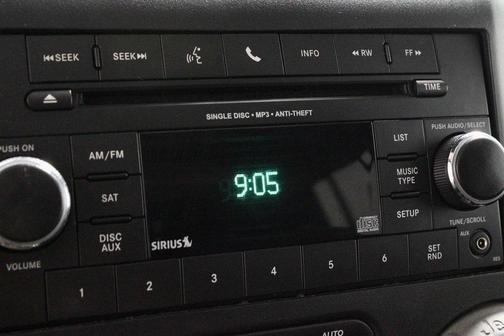 SEEK
SEEK
INFO
RW
FF
TIME
SINGLE DISC • MP3 • ANTI-THEFT
PUSH ON
PUSH AUDIO/SELECT
AM/FM
LIST
SAT
MUSIC
TYPE
9:05
DISC
AUX
SETUP
SIRIUS
disc
VOLUME
TUNE/SCROLL
AUX
1
2
3
4
5
6
SET
RND
AUTO